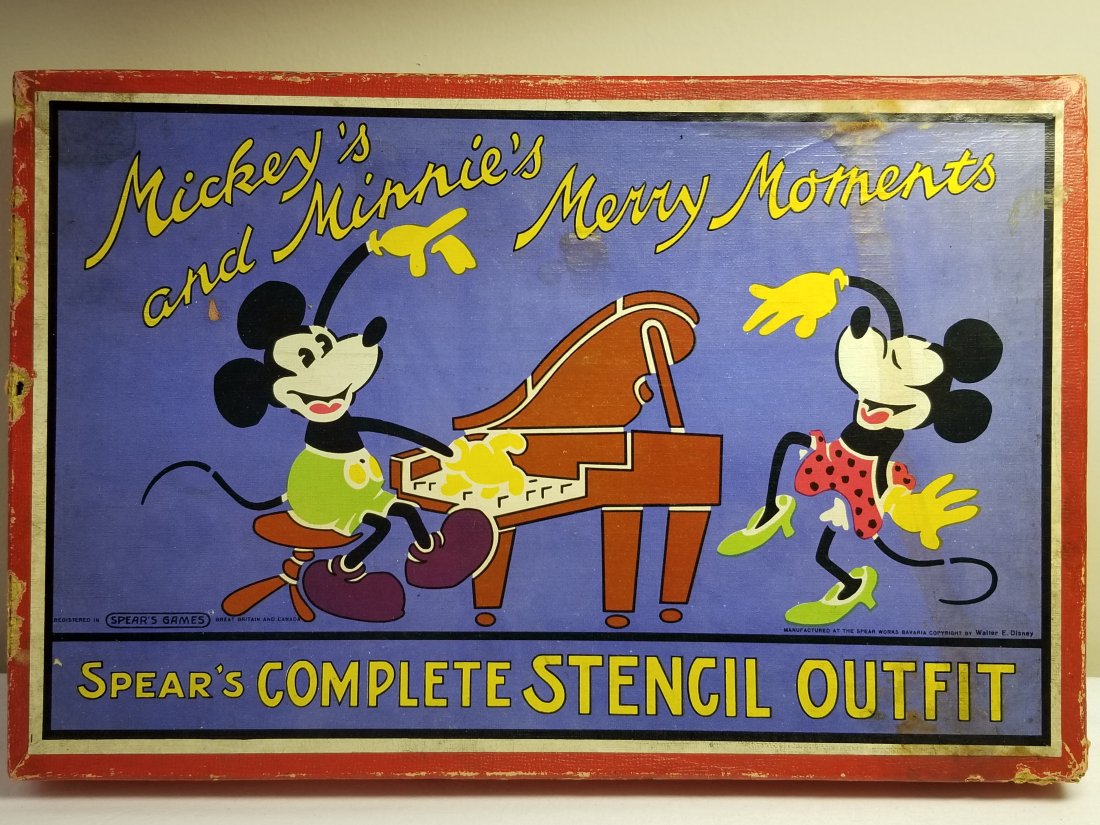 Mickey's
and Minnie's
Merry Moments
REGISTERED IN SPEAR'S GAMES GREAT BRITAIN AND CANADA
MANUFACTURED AT THE SPEAR WORKS BAVARIA COPYRIGHT BY Walter E. Disney
SPEAR'S COMPLETE STENCIL OUTFIT